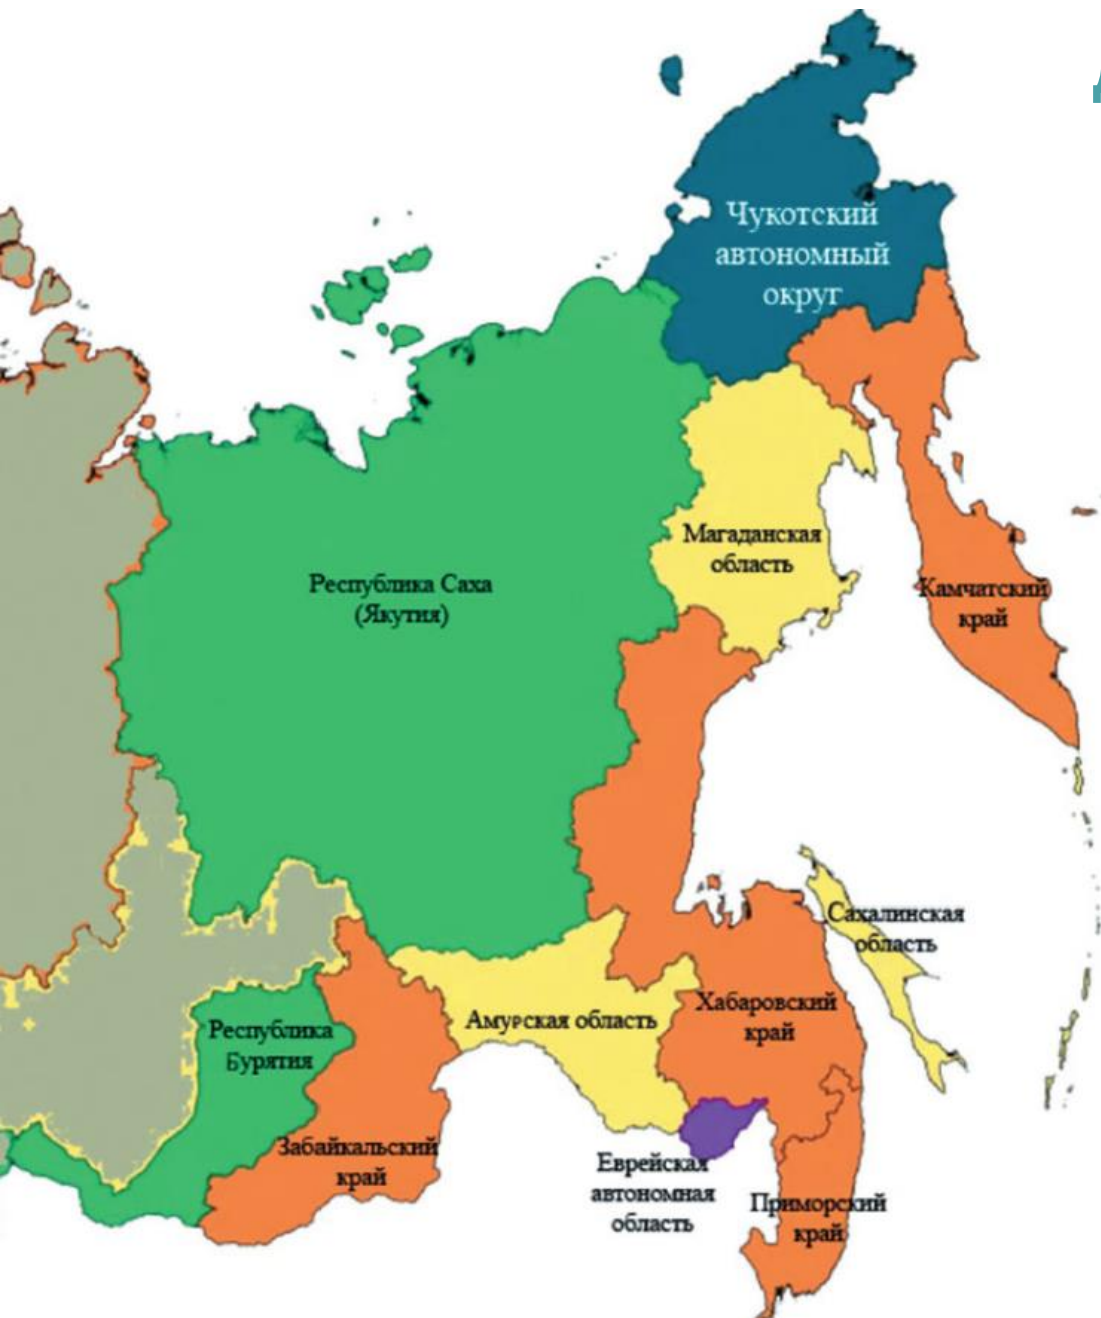 Чукотский
автономный
округ
Магаданская
область
Республика Саха
(Якутия)
Камчатский
край
Сахалинская
область
Хабаровский
край
Амурская область
Республика
Бурятия
Забайкальский
край
Еврейская
автономная
область
Приморский
край